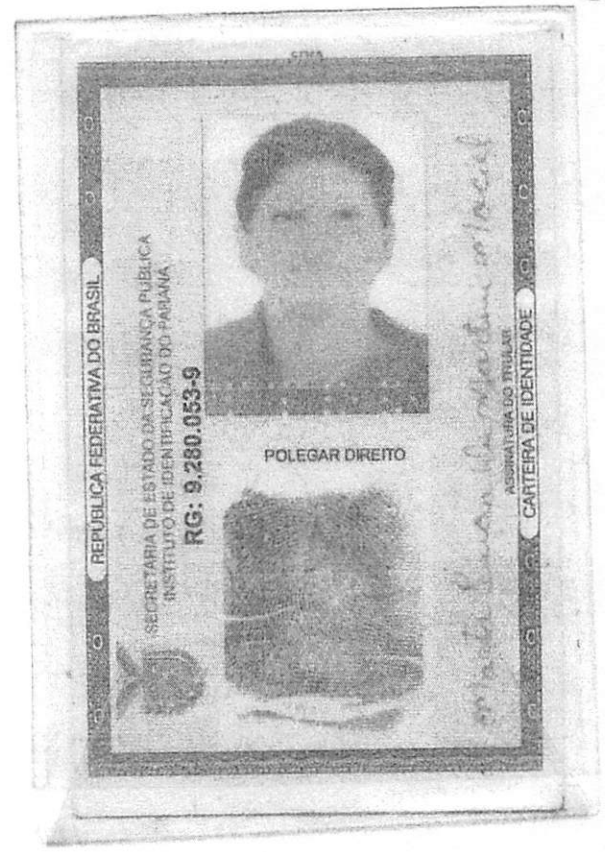 REPÚBLICA FEDERATIVA DO BRASIL
SECRETARIA DE ESTADO DA SEGURANÇA PÚBLICA
INSTITUTO DE IDENTIFICAÇÃO DO PARANÁ
RG: 9.280.053-9
POLEGAR DIREITO
ASSINATURA DO TITULAR
CARTEIRA DE IDENTIDADE